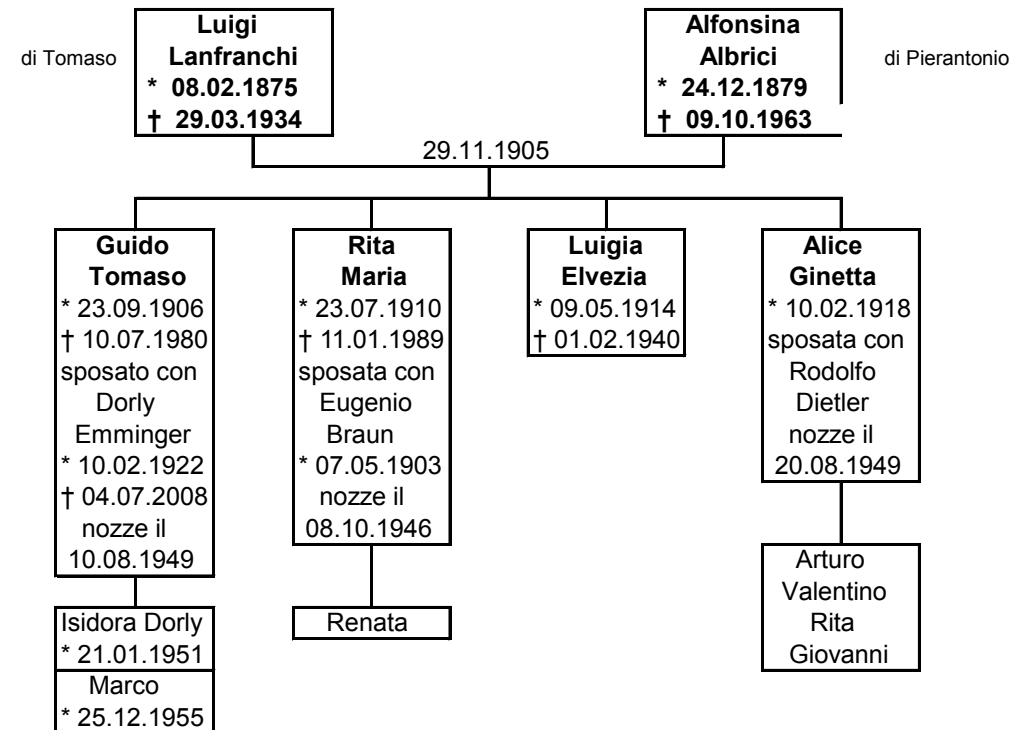 di Tomaso
Luigi
Lanfranchi
* 08.02.1875
† 29.03.1934
Alfonsina
Albrici
* 24.12.1879
† 09.10.1963
di Pierantonio
29.11.1905
Guido
Tomaso
* 23.09.1906
† 10.07.1980
sposato con
Dorly
Emminger
* 10.02.1922
† 04.07.2008
nozze il
10.08.1949
Isidora Dorly
* 21.01.1951
Marco
* 25.12.1955
Rita
Maria
* 23.07.1910
† 11.01.1989
sposata con
Eugenio
Braun
* 07.05.1903
nozze il
08.10.1946
Renata
Luigia
Elvezia
* 09.05.1914
† 01.02.1940
Alice
Ginetta
* 10.02.1918
sposata con
Rodolfo
Dietler
nozze il
20.08.1949
Arturo
Valentino
Rita
Giovanni